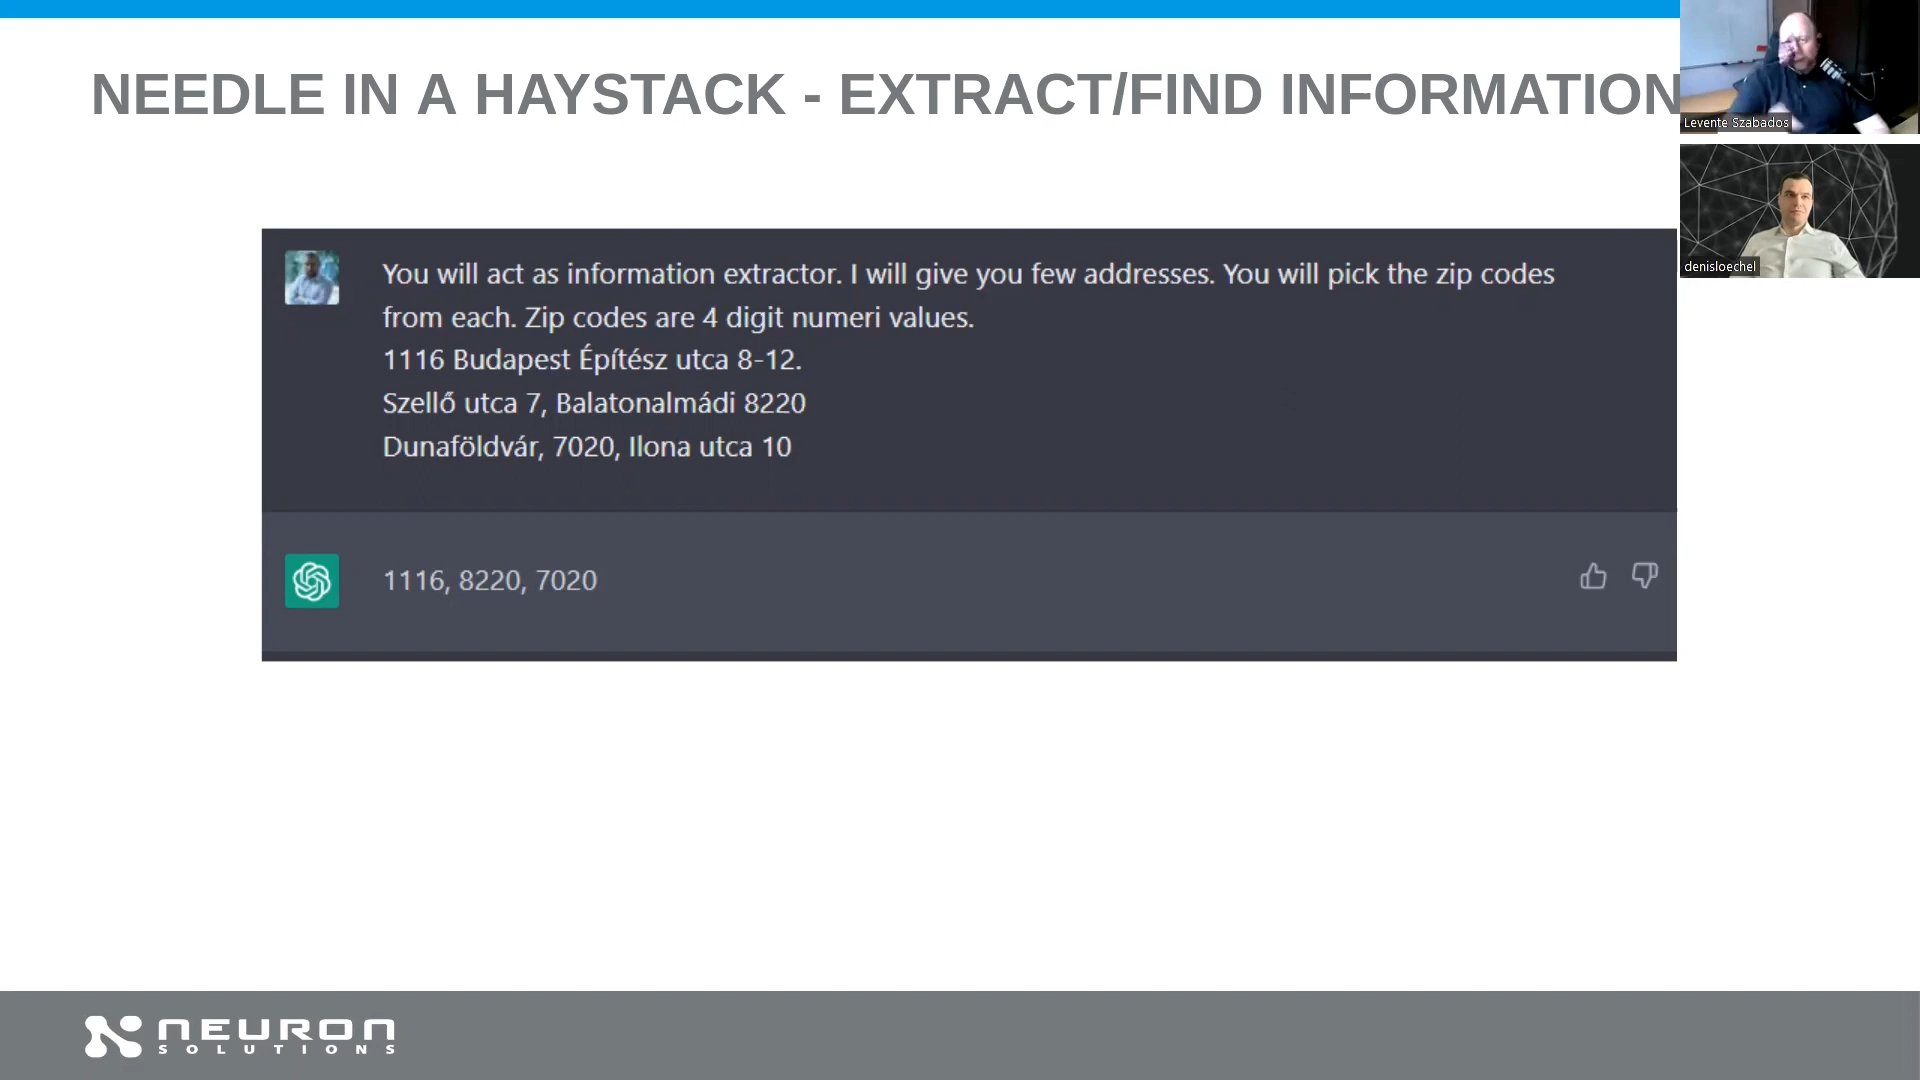 NEEDLE IN A HAYSTACK - EXTRACT/FIND INFORMATION
Levente Szabados
denisloechel
You will act as information extractor. I will give you few addresses. You will pick the zip codes
from each. Zip codes are 4 digit numeri values.
1116 Budapest Építész utca 8-12.
Szellő utca 7, Balatonalmádi 8220
Dunaföldvár, 7020, Ilona utca 10
1116, 8220, 7020
NEURON
SOLUTIONS